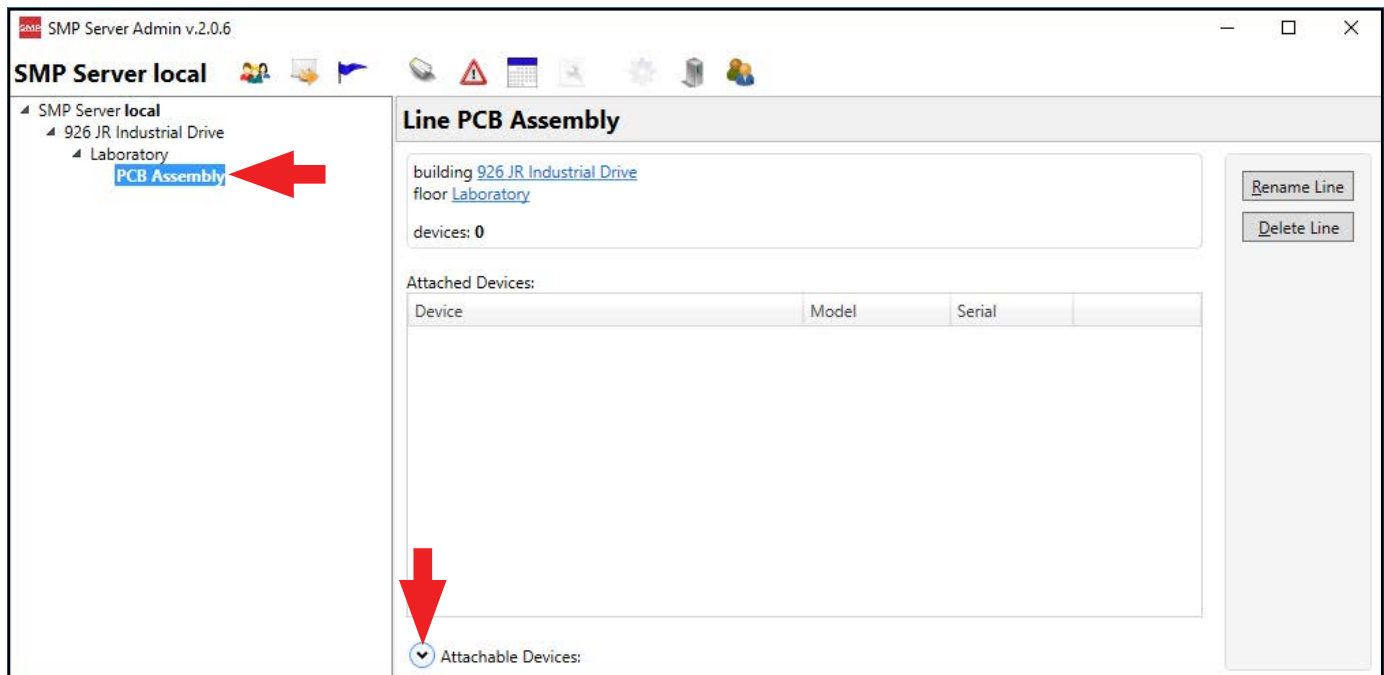 SMP SMP Server Admin v.2.0.6
SMP Server local
SMP Server local
926 JR Industrial Drive
Laboratory
PCB Assembly
Line PCB Assembly
building 926 JR Industrial Drive
floor Laboratory
devices: 0
Rename Line
Delete Line
Attached Devices:
Device Model Serial
Attachable Devices: